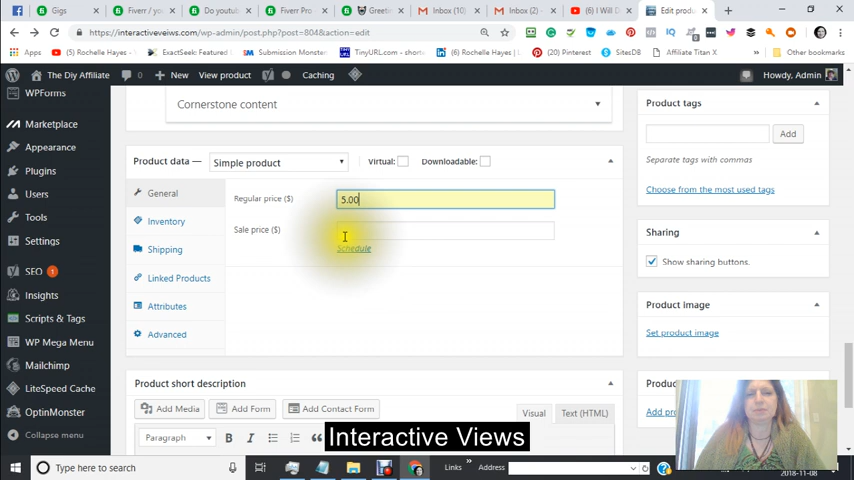 Gigs
Fiverr / yo
Do youtub
Fiverr Pro
Greetin
Inbox (10)
Inbox (2)
(6) I Will D
Edit produ
https://interactiveveiws.com/wp-admin/post.php?post=804&action=edit
Apps
(5) Rochelle Hayes |
ExactSeek: Featured L
Submission Monster
TinyURL.com - shorte
(6) Rochelle Hayes |
(20) Pinterest
SitesDB
Affiliate Titan X
Other bookmarks
The Diy Affiliate
0
New
View product
Caching
Howdy, Admin
WPForms
Marketplace
Appearance
Plugins
Users
Tools
Settings
SEO 1
Insights
Scripts & Tags
WP Mega Menu
Mailchimp
LiteSpeed Cache
OptinMonster
Collapse menu
Cornerstone content
Product data —
Simple product
Virtual:
Downloadable:
General
Inventory
Shipping
Linked Products
Attributes
Advanced
Regular price ($)
5.00
Sale price ($)
Schedule
Product short description
Add Media
Add Form
Add Contact Form
Visual
Text (HTML)
Paragraph
B
I
Product tags
Add
Separate tags with commas
Choose from the most used tags
Sharing
Show sharing buttons.
Product image
Set product image
Produc
Add pro
Interactive Views
Type here to search
Links
Address
2018-11-08